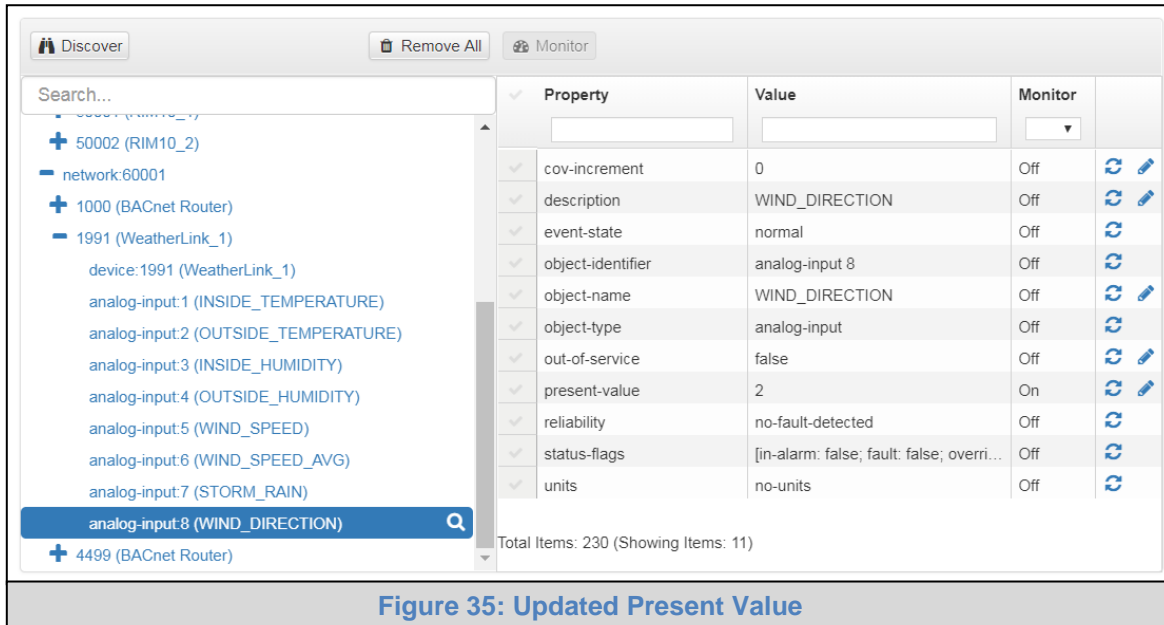 Discover Remove All Monitor
Search...
50002 (RIM10_2)
network:60001
1000 (BACnet Router)
1991 (WeatherLink_1)
device:1991 (WeatherLink_1)
analog-input:1 (INSIDE_TEMPERATURE)
analog-input:2 (OUTSIDE_TEMPERATURE)
analog-input:3 (INSIDE_HUMIDITY)
analog-input:4 (OUTSIDE_HUMIDITY)
analog-input:5 (WIND_SPEED)
analog-input:6 (WIND_SPEED_AVG)
analog-input:7 (STORM_RAIN)
analog-input:8 (WIND_DIRECTION)
4499 (BACnet Router)
Property Value Monitor
cov-increment 0 Off
description WIND_DIRECTION Off
event-state normal Off
object-identifier analog-input 8 Off
object-name WIND_DIRECTION Off
object-type analog-input Off
out-of-service false Off
present-value 2 On
reliability no-fault-detected Off
status-flags [in-alarm: false; fault: false; overri... Off
units no-units Off
Total Items: 230 (Showing Items: 11)
Figure 35: Updated Present Value